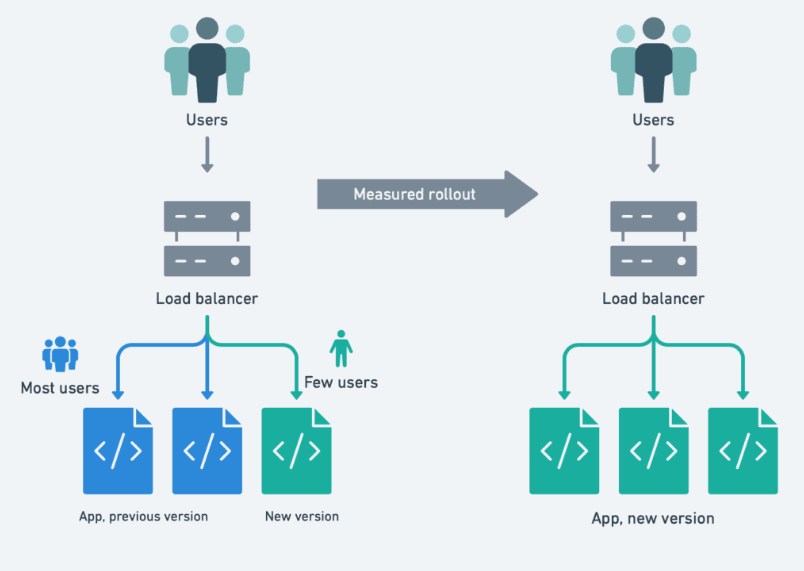 Users
Users
Measured rollout
Load balancer
Load balancer
Most users
Few users
</>
</>
</>
</>
</>
</>
App, previous version
New version
App, new version